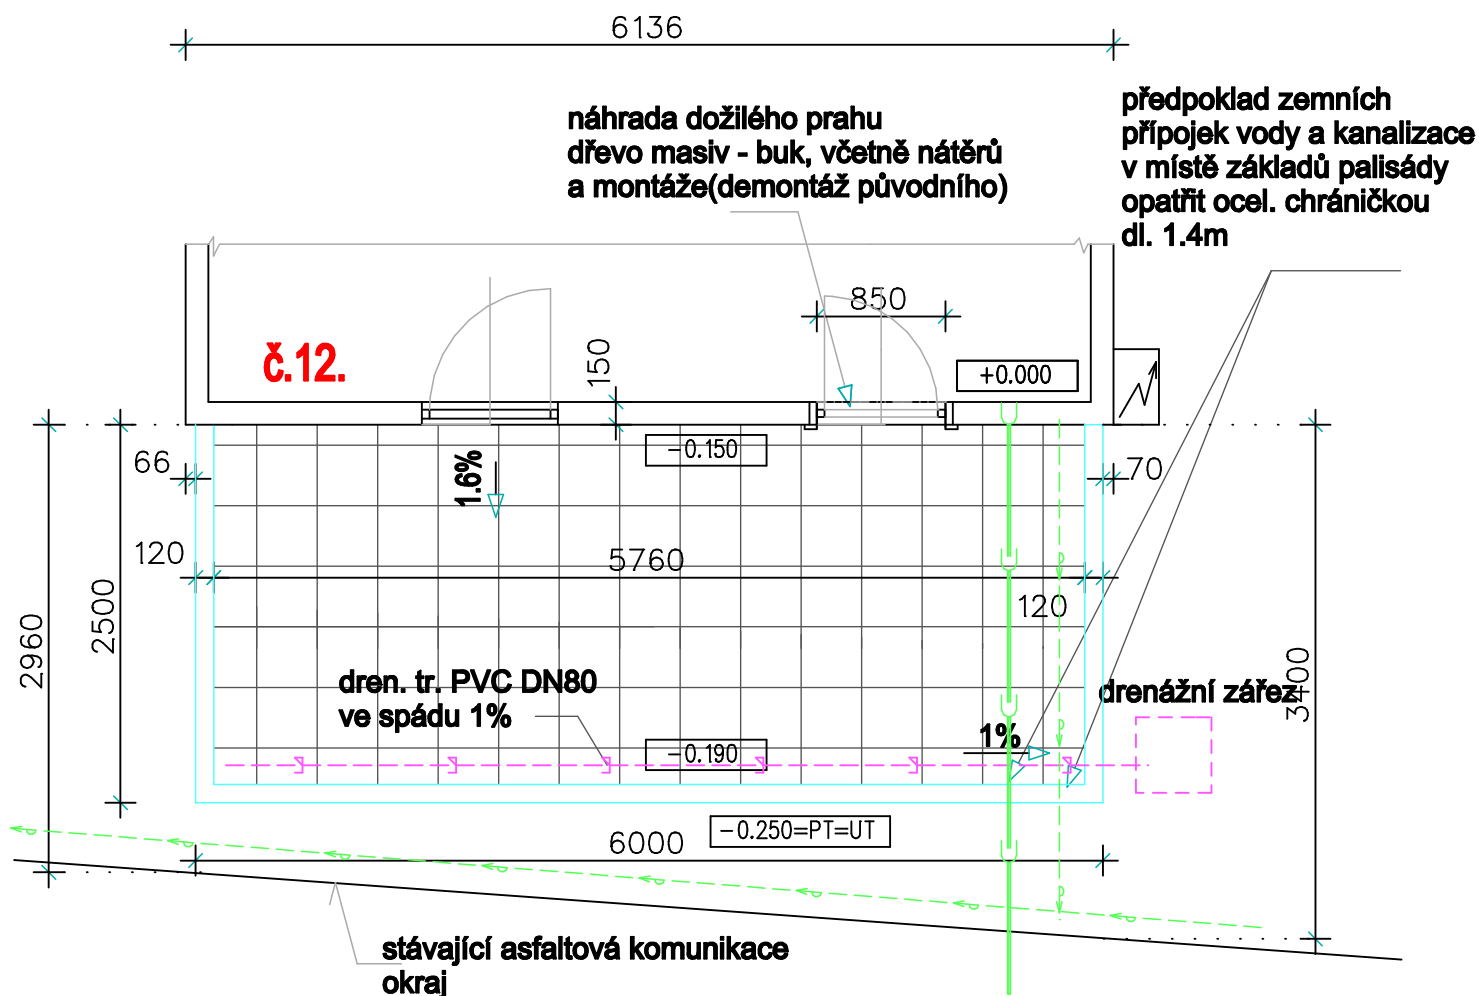 6136
náhrada dožilého prahu
dřevo masiv - buk, včetně nátěrů
a montáže(demontáž původního)
předpoklad zemních
přípojek vody a kanalizace
v místě základů palisády
opatřit ocel. chráničkou
dl. 1.4m
850
č.12.
150
+0.000
-0.150
66
1.6%
70
120
5760
120
2500
2960
3400
dren. tr. PVC DN80
ve spádu 1%
drenážní zářez
1%
-0.190
-0.250=PT=UT
6000
stávající asfaltová komunikace
okraj